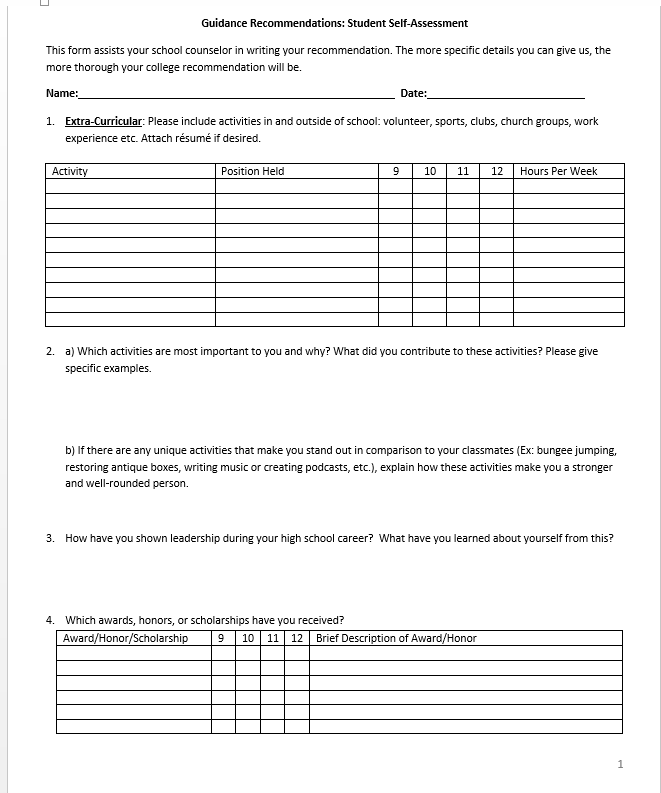 Guidance Recommendations: Student Self-Assessment
This form assists your school counselor in writing your recommendation. The more specific details you can give us, the
more thorough your college recommendation will be.
Name:
Date:
1. Extra-Curricular: Please include activities in and outside of school: volunteer, sports, clubs, church groups, work
experience etc. Attach résumé if desired.
Activity Position Held 9 10 11 12 Hours Per Week
2. a) Which activities are most important to you and why? What did you contribute to these activities? Please give
specific examples.
b) If there are any unique activities that make you stand out in comparison to your classmates (Ex: bungee jumping,
restoring antique boxes, writing music or creating podcasts, etc.), explain how these activities make you a stronger
and well-rounded person.
3. How have you shown leadership during your high school career? What have you learned about yourself from this?
4. Which awards, honors, or scholarships have you received?
Award/Honor/Scholarship 9 10 11 12 Brief Description of Award/Honor
1